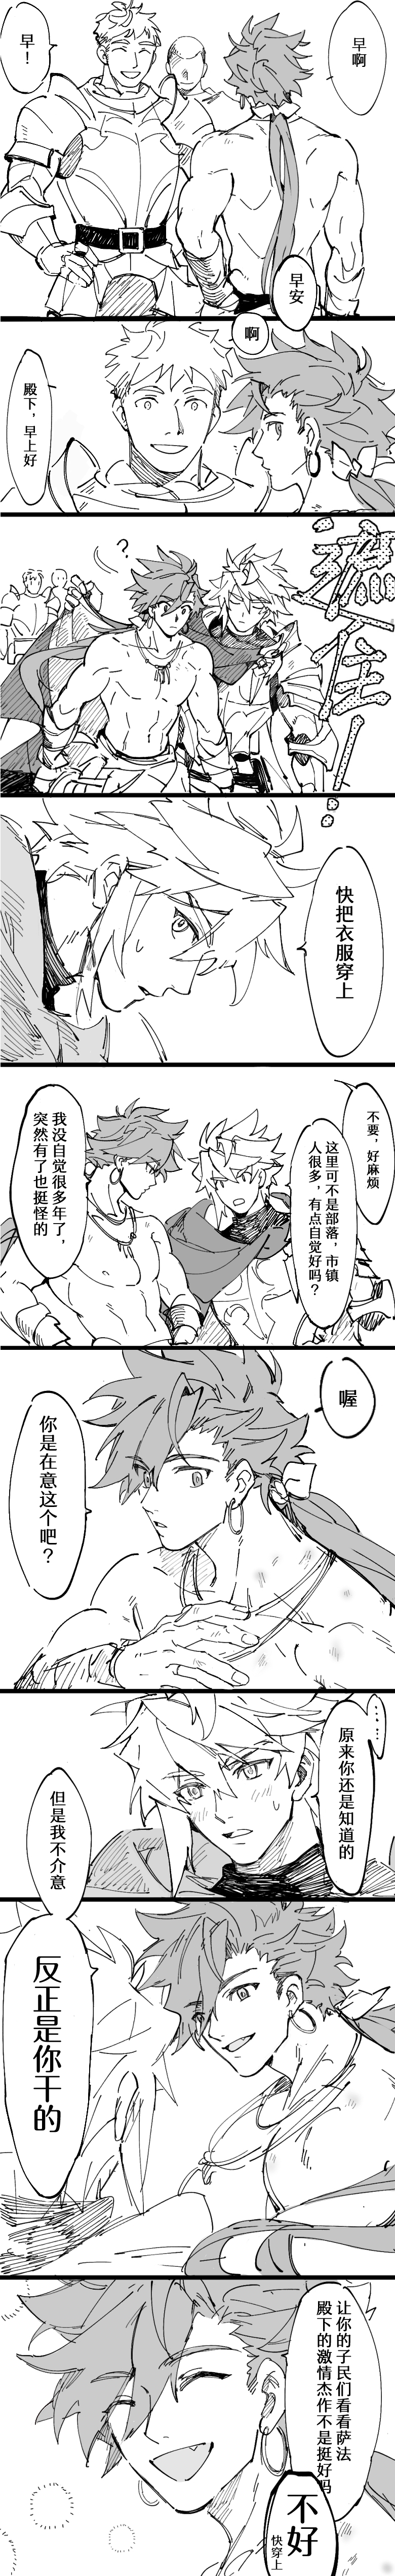 早啊
早！
早安
啊
殿下，早上好
?
遮住！
快把衣服穿上
不要，好麻烦
这里可不是部落，市镇
人很多，有点自觉好吗？
我没自觉很多年了，
突然有了也挺怪的
喔
你是在意这个吧？
……
原来你还是知道的
但是我不介意
反正是你干的
让你的子民们看看萨法
殿下的激情杰作不是挺好吗
不好
快穿上